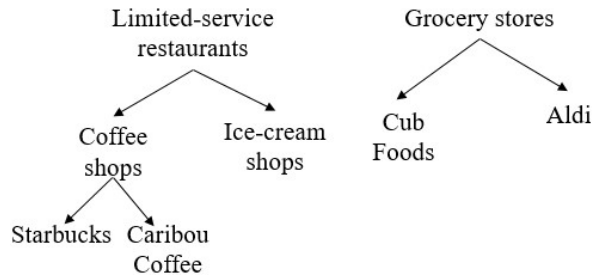 Limited-service
restaurants
Grocery stores
Coffee
shops
Ice-cream
shops
Cub
Foods
Aldi
Starbucks
Caribou
Coffee